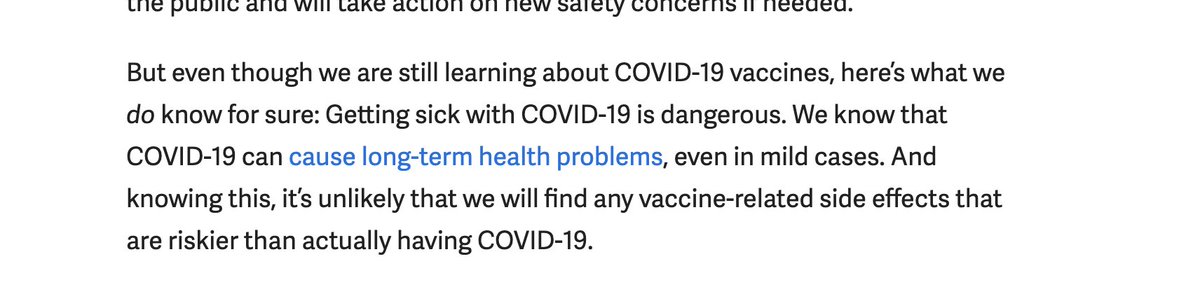 the public and will take action on new safety concerns if needed.
But even though we are still learning about COVID-19 vaccines, here’s what we
do know for sure: Getting sick with COVID-19 is dangerous. We know that
COVID-19 can cause long-term health problems, even in mild cases. And
knowing this, it’s unlikely that we will find any vaccine-related side effects that
are riskier than actually having COVID-19.